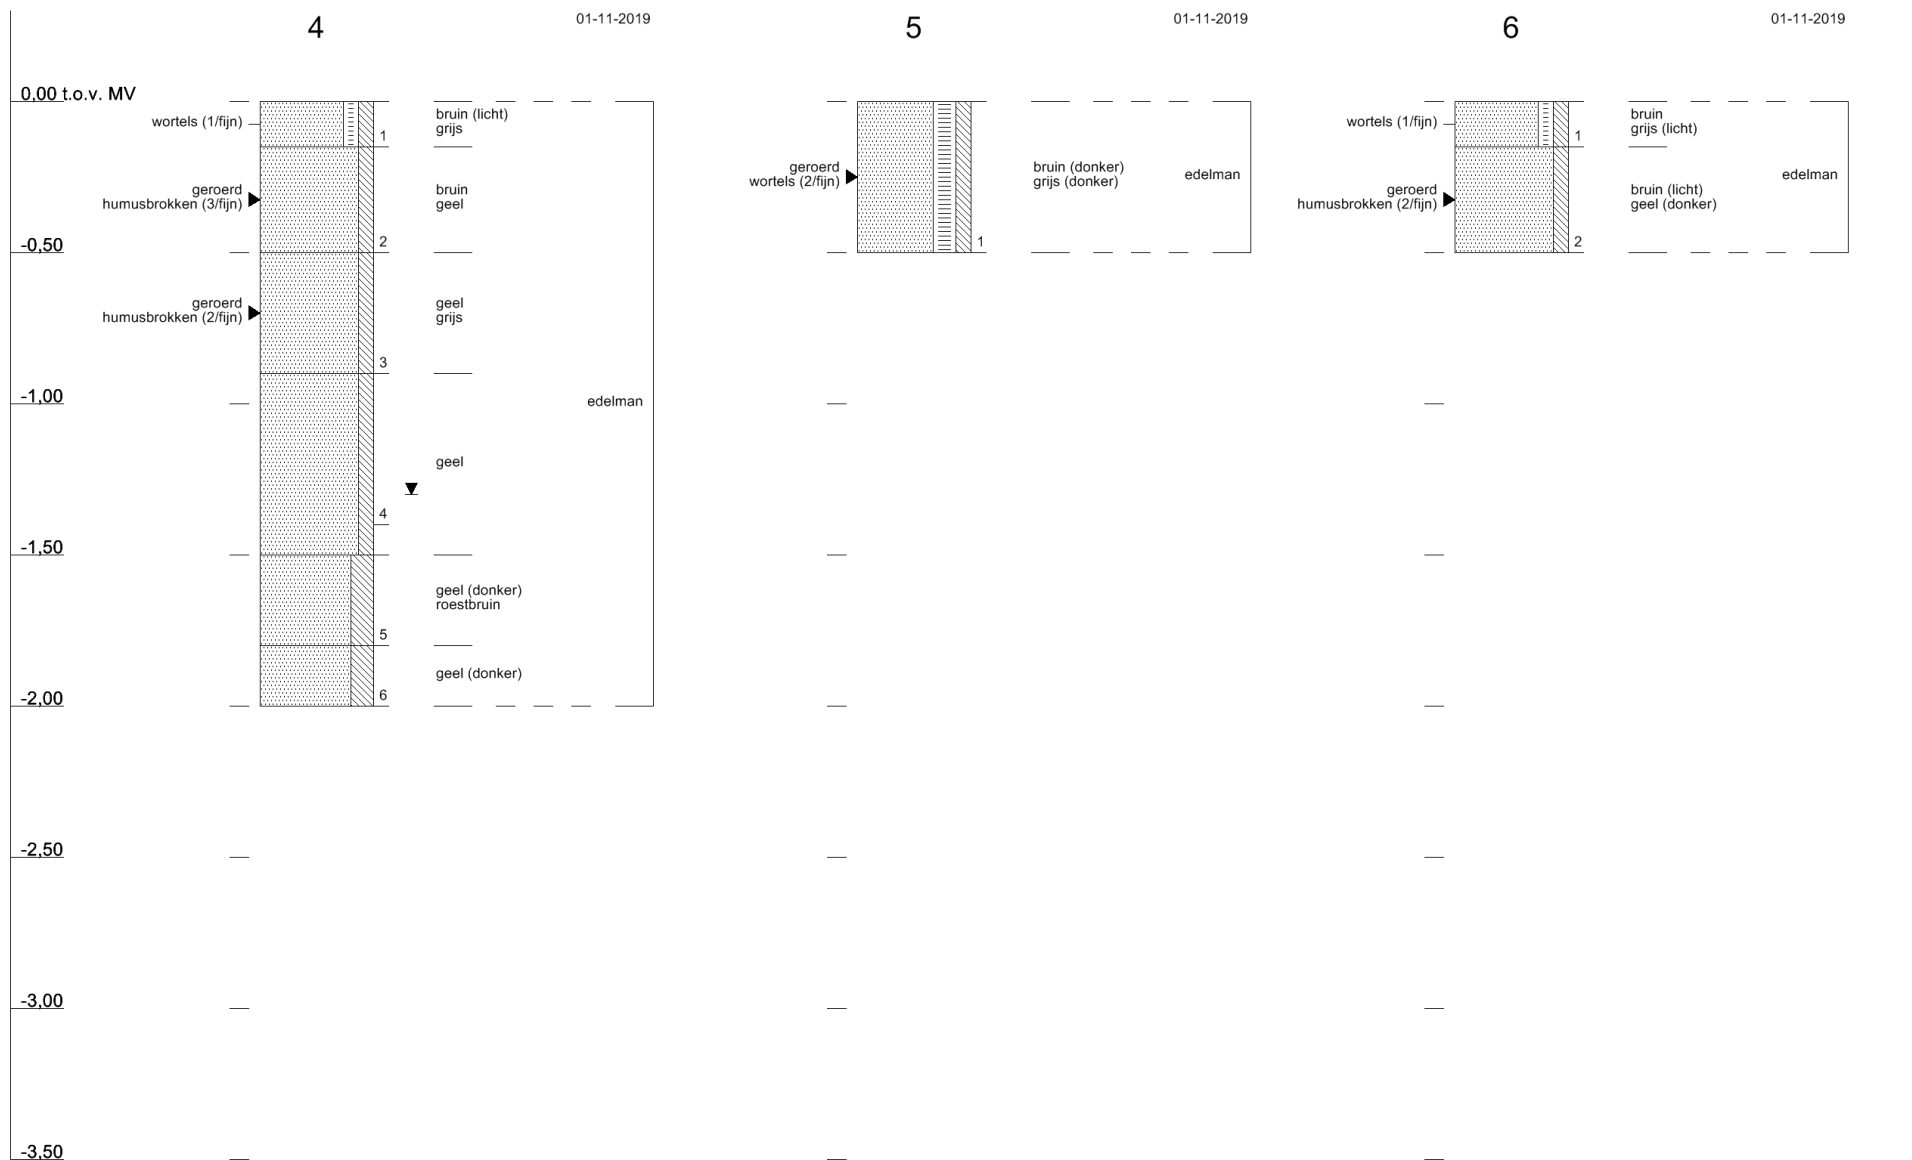 4
01-11-2019
5
01-11-2019
6
01-11-2019
0,00 t.o.v. MV
-0,50
-1,00
-1,50
-2,00
-2,50
-3,00
-3,50
wortels (1/fijn)
1
bruin (licht)
grijs
geroerd
humusbrokken (3/fijn)
2
bruin
geel
geroerd
humusbrokken (2/fijn)
3
geel
grijs
edelman
4
geel
5
geel (donker)
roestbruin
6
geel (donker)
geroerd
wortels (2/fijn)
1
bruin (donker)
grijs (donker)
edelman
wortels (1/fijn)
1
bruin
grijs (licht)
geroerd
humusbrokken (2/fijn)
2
bruin (licht)
geel (donker)
edelman